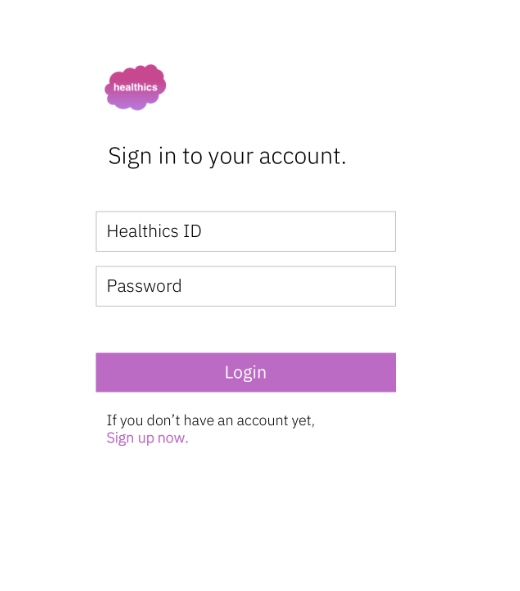 healthics
Sign in to your account.
Healthics ID
Password
Login
If you don’t have an account yet,
Sign up now.